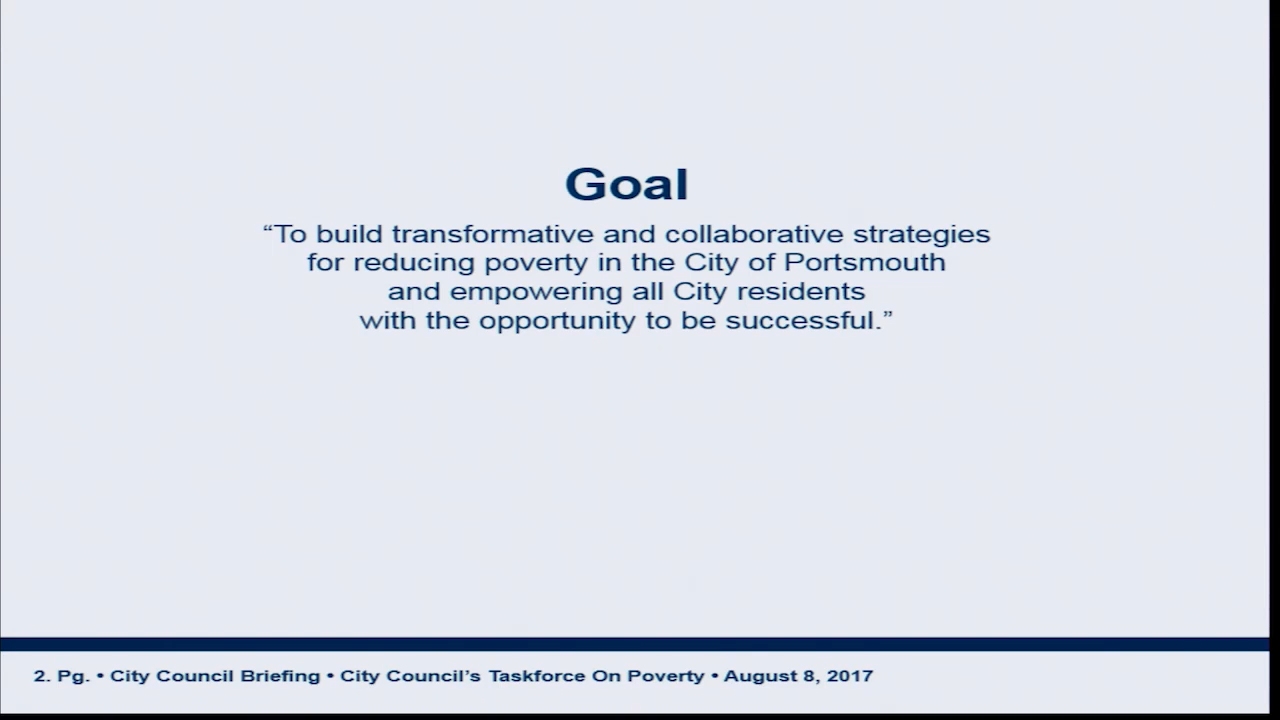 Goal
“To build transformative and collaborative strategies
for reducing poverty in the City of Portsmouth
and empowering all City residents
with the opportunity to be successful.”
2. Pg. • City Council Briefing • City Council’s Taskforce On Poverty • August 8, 2017